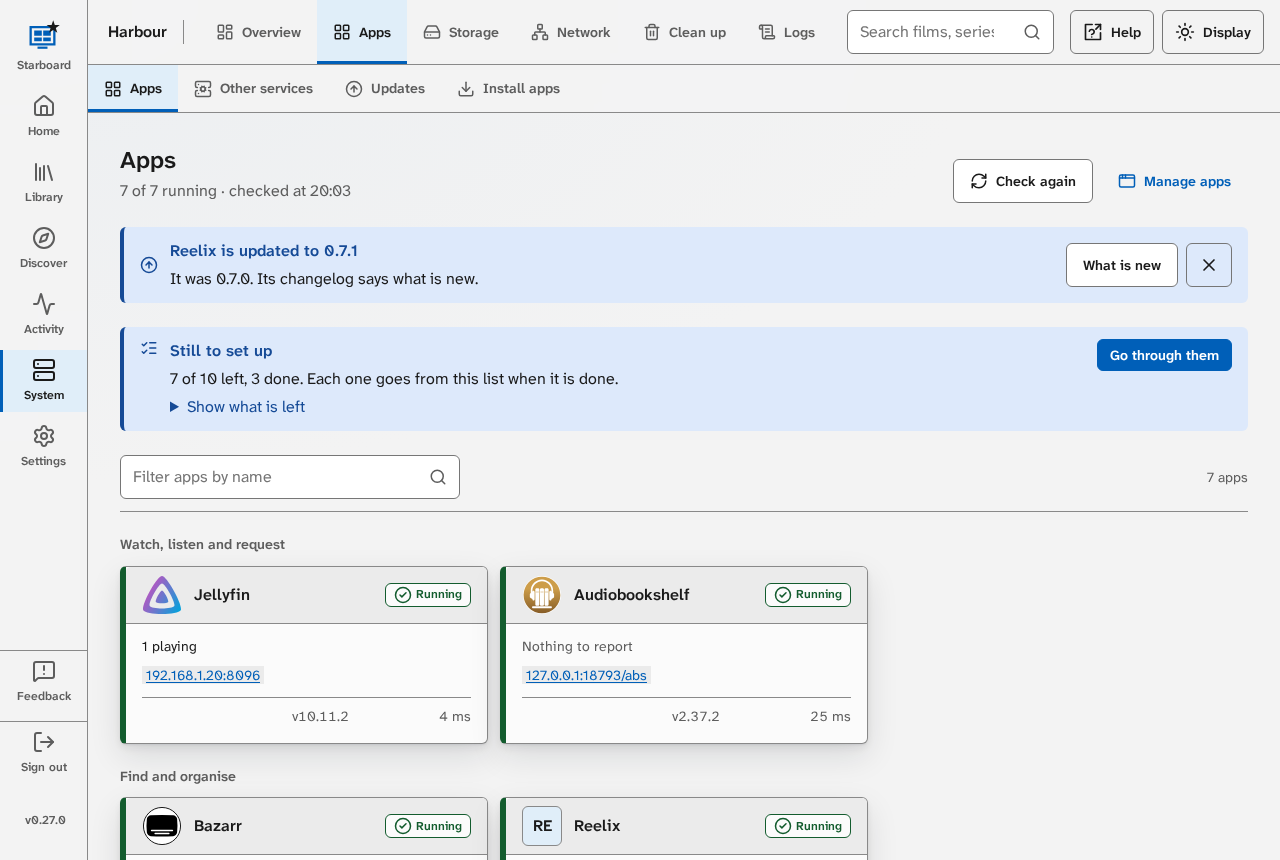 Starboard
Home
Library
Discover
Activity
System
Settings
Feedback
Sign out
v0.27.0
Harbour
Overview
Apps
Storage
Network
Clean up
Logs
Search films, series
Help
Display
Apps
Other services
Updates
Install apps
Apps
7 of 7 running · checked at 20:03
Check again
Manage apps
Reelix is updated to 0.7.1
It was 0.7.0. Its changelog says what is new.
What is new
Still to set up
7 of 10 left, 3 done. Each one goes from this list when it is done.
Show what is left
Go through them
Filter apps by name
7 apps
Watch, listen and request
Jellyfin
Running
1 playing
192.168.1.20:8096
v10.11.2
4 ms
Audiobookshelf
Running
Nothing to report
127.0.0.1:18793/abs
v2.37.2
25 ms
Find and organise
Bazarr
Running
RE
Reelix
Running